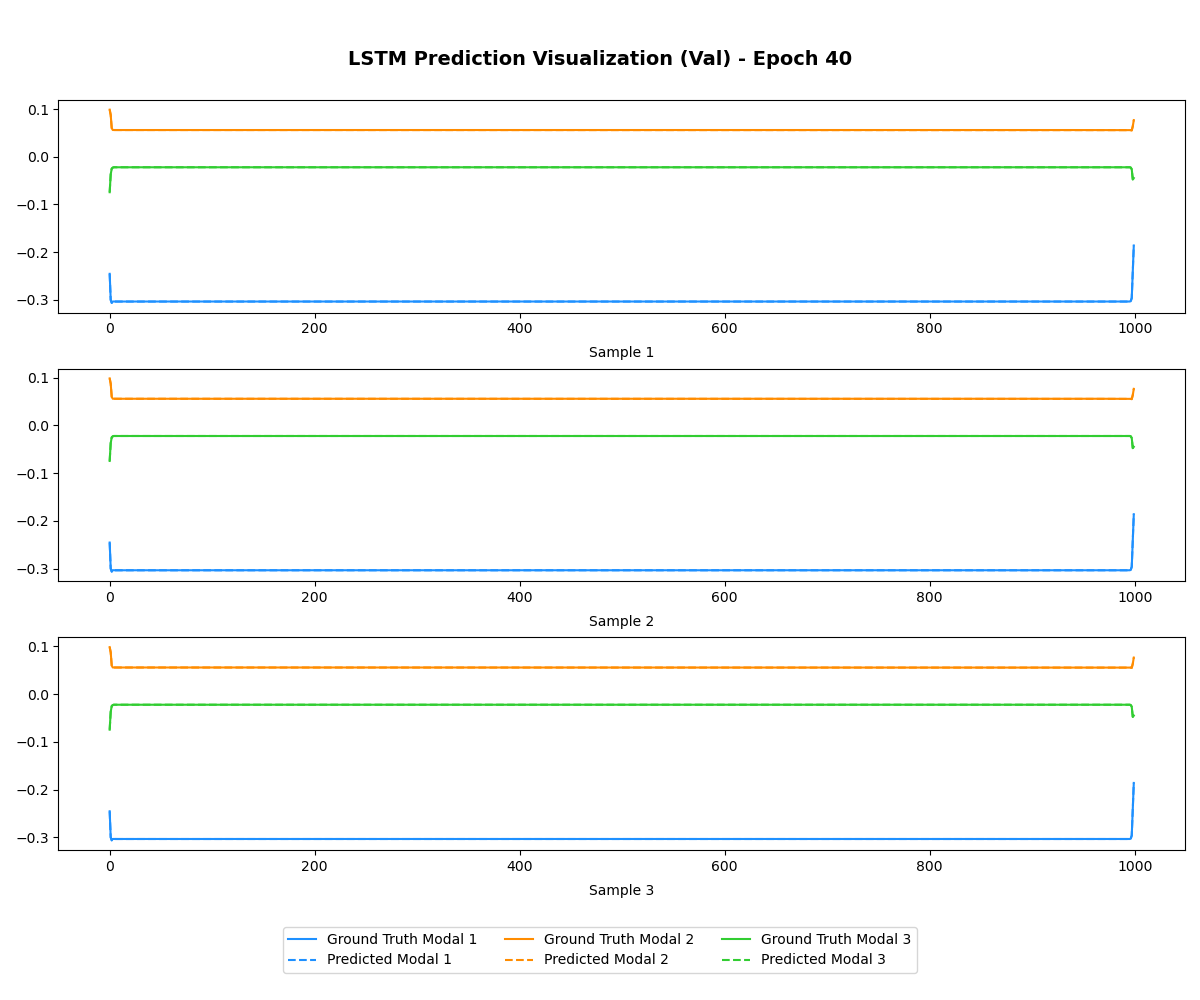 LSTM Prediction Visualization (Val) - Epoch 40
0.1
0.0
−0.1
−0.2
−0.3
0 200 400 600 800 1000
Sample 1
0.1
0.0
−0.1
−0.2
−0.3
0 200 400 600 800 1000
Sample 2
0.1
0.0
−0.1
−0.2
−0.3
0 200 400 600 800 1000
Sample 3
Ground Truth Modal 1 Ground Truth Modal 2 Ground Truth Modal 3
Predicted Modal 1 Predicted Modal 2 Predicted Modal 3